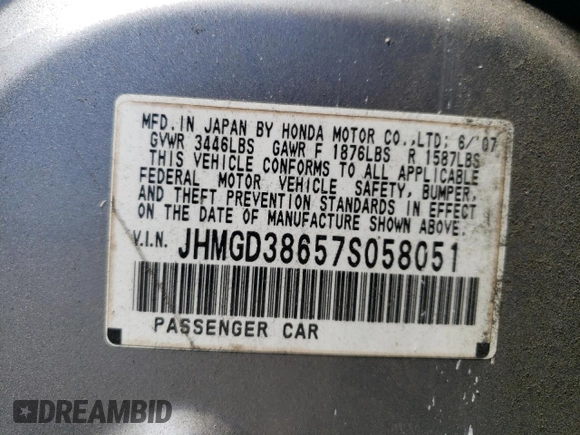 MFD. IN JAPAN BY HONDA MOTOR CO.,LTD; 6/'07
GVWR 3446LBS GAWR F 1876LBS R 1587LBS
THIS VEHICLE CONFORMS TO ALL APPLICABLE
FEDERAL MOTOR VEHICLE SAFETY, BUMPER,
AND THEFT PREVENTION STANDARDS IN EFFECT
ON THE DATE OF MANUFACTURE SHOWN ABOVE.
V.I.N. JHMGD38657S058051
PASSENGER CAR
DREAMBID